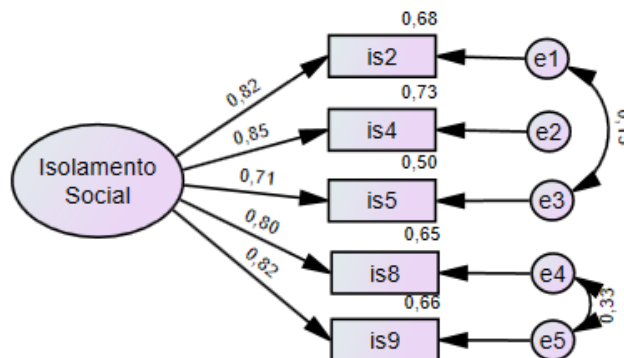 0,68
is2
e1
0,82
0,73
is4
e2
0,85
0,50
Isolamento
Social
is5
e3
0,71
0,65
is8
e4
0,80
0,33
0,66
is9
e5
0,82